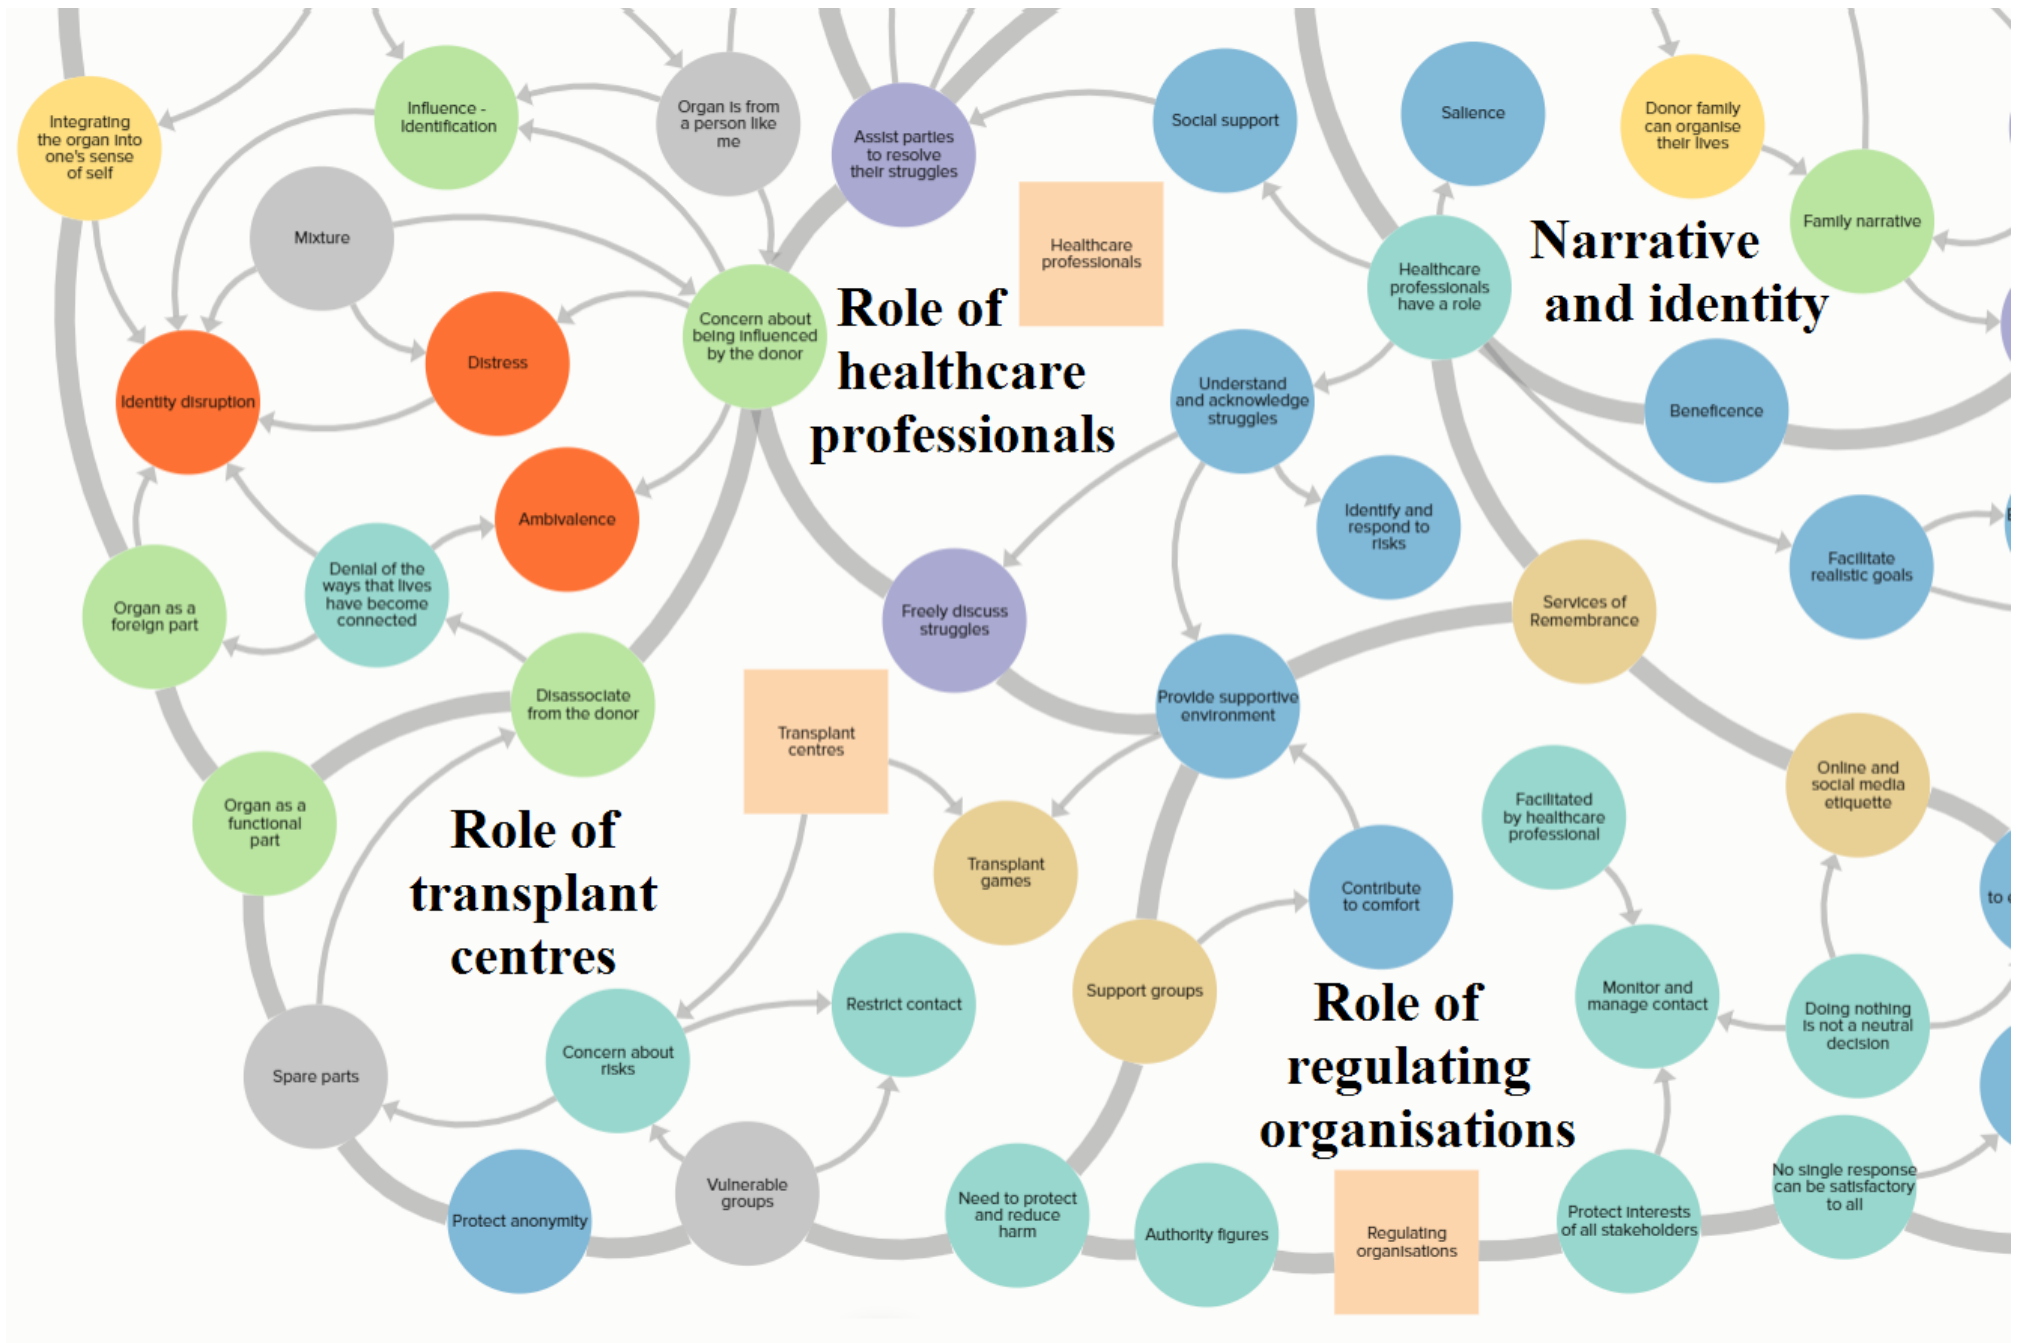 Integrating
the organ into
one's sense
of self
Influence -
Identification
Organ is from
a person like
me
Assist parties
to resolve
their struggles
Social support
Salience
Donor family
can organise
their lives
Family narrative
Mixture
Healthcare
professionals
Healthcare
professionals
have a role
Narrative
and identity
Concern about
being influenced
by the donor
Role of
healthcare
professionals
Distress
Identity disruption
Understand
and acknowledge
struggles
Beneficence
Ambivalence
Identify and
respond to
risks
Facilitate
realistic goals
Denial of the
ways that lives
have become
connected
Organ as a
foreign part
Freely discuss
struggles
Services of
Remembrance
Disassociate
from the donor
Provide supportive
environment
Transplant
centres
Online and
social media
etiquette
Organ as a
functional
part
Role of
transplant
centres
Facilitated
by healthcare
professional
Transplant
games
Contribute
to comfort
to
Support groups
Restrict contact
Monitor and
manage contact
Doing nothing
is not a neutral
decision
Role of
regulating
organisations
Concern about
risks
Spare parts
Protect anonymity
Vulnerable
groups
Need to protect
and reduce
harm
Authority figures
Regulating
organisations
Protect interests
of all stakeholders
No single response
can be satisfactory
to all